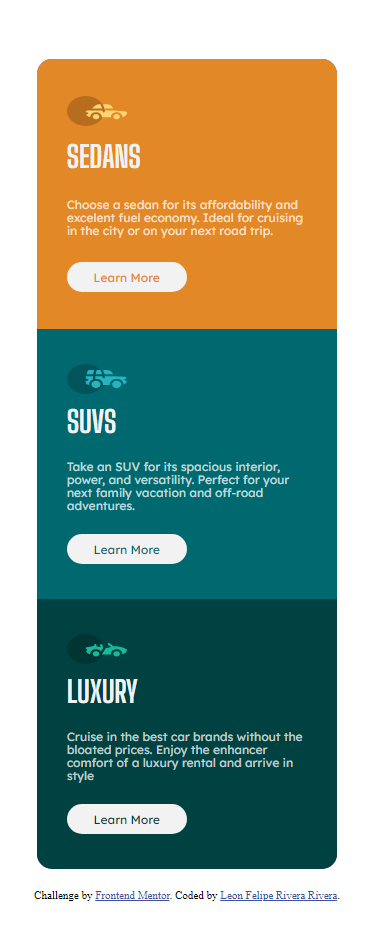 SEDANS
Choose a sedan for its affordability and
excelent fuel economy. Ideal for cruising
in the city or on your next road trip.
Learn More
SUVS
Take an SUV for its spacious interior,
power, and versatility. Perfect for your
next family vacation and off-road
adventures.
Learn More
LUXURY
Cruise in the best car brands without the
bloated prices. Enjoy the enhancer
comfort of a luxury rental and arrive in
style
Learn More
Challenge by Frontend Mentor. Coded by Leon Felipe Rivera Rivera.